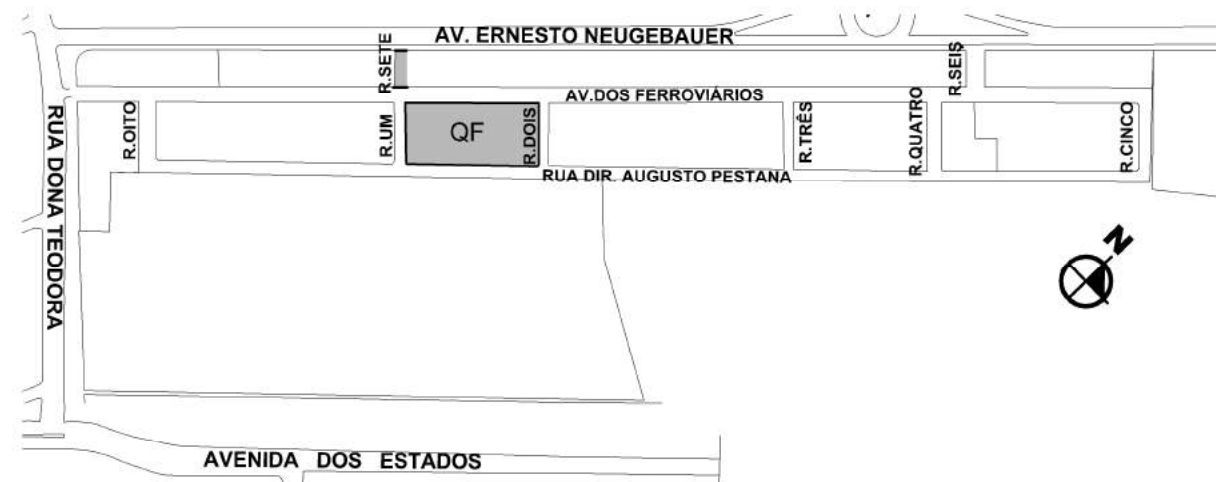 AV. ERNESTO NEUGEBAUER
R.SETE
R.SEIS
AV.DOS FERROVIÁRIOS
RUA DONA TEODORA
R.OITO
R.UM
QF
R.DOIS
R.TRÊS
R.QUATRO
R.CINCO
RUA DIR. AUGUSTO PESTANA
N
AVENIDA DOS ESTADOS